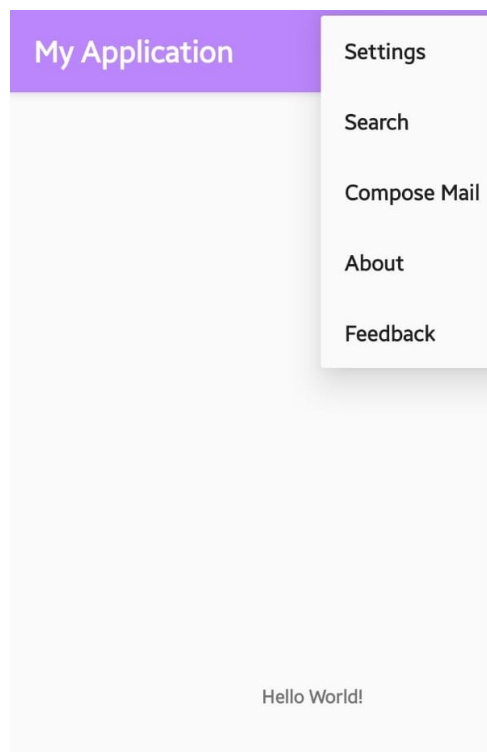 My Application
Settings
Search
Compose Mail
About
Feedback
Hello World!